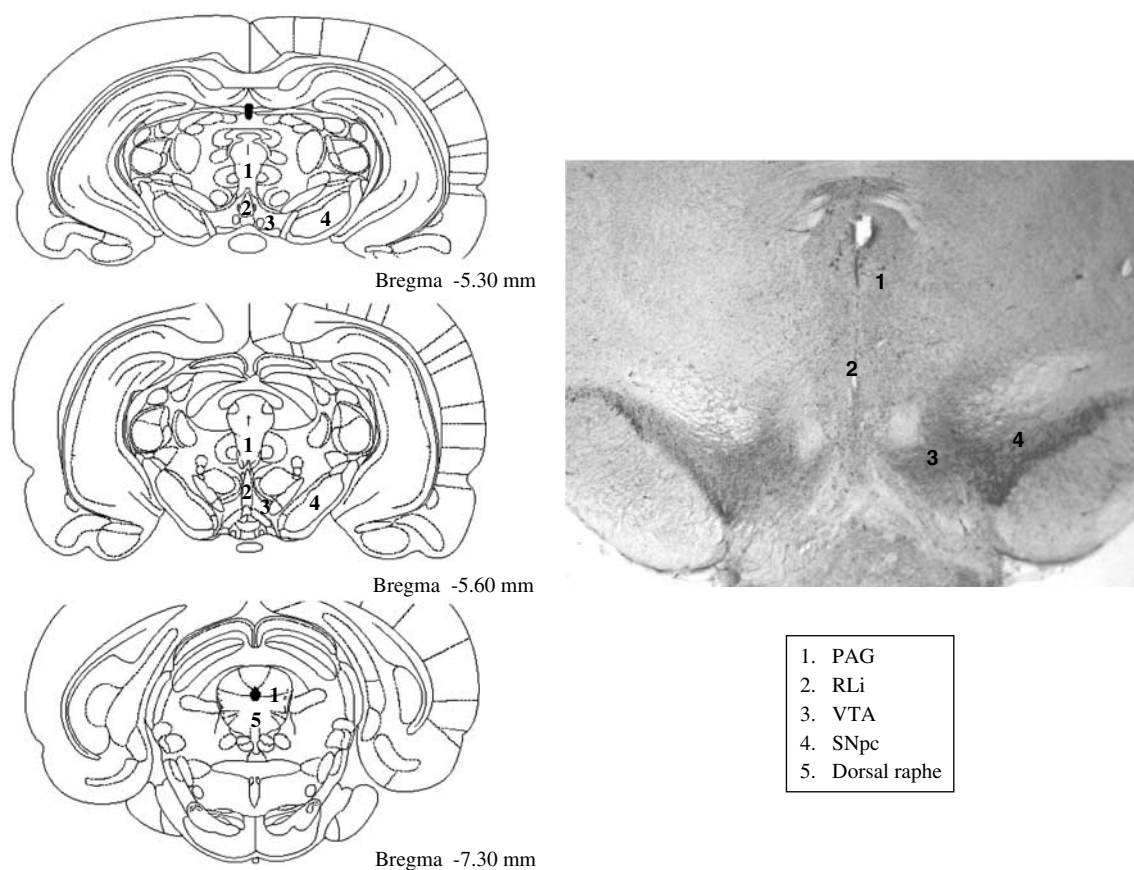 1
2
3
4
Bregma -5.30 mm
1
2
3
4
Bregma -5.60 mm
1
5
Bregma -7.30 mm
1
2
3
4
1. PAG
2. RLi
3. VTA
4. SNpc
5. Dorsal raphe